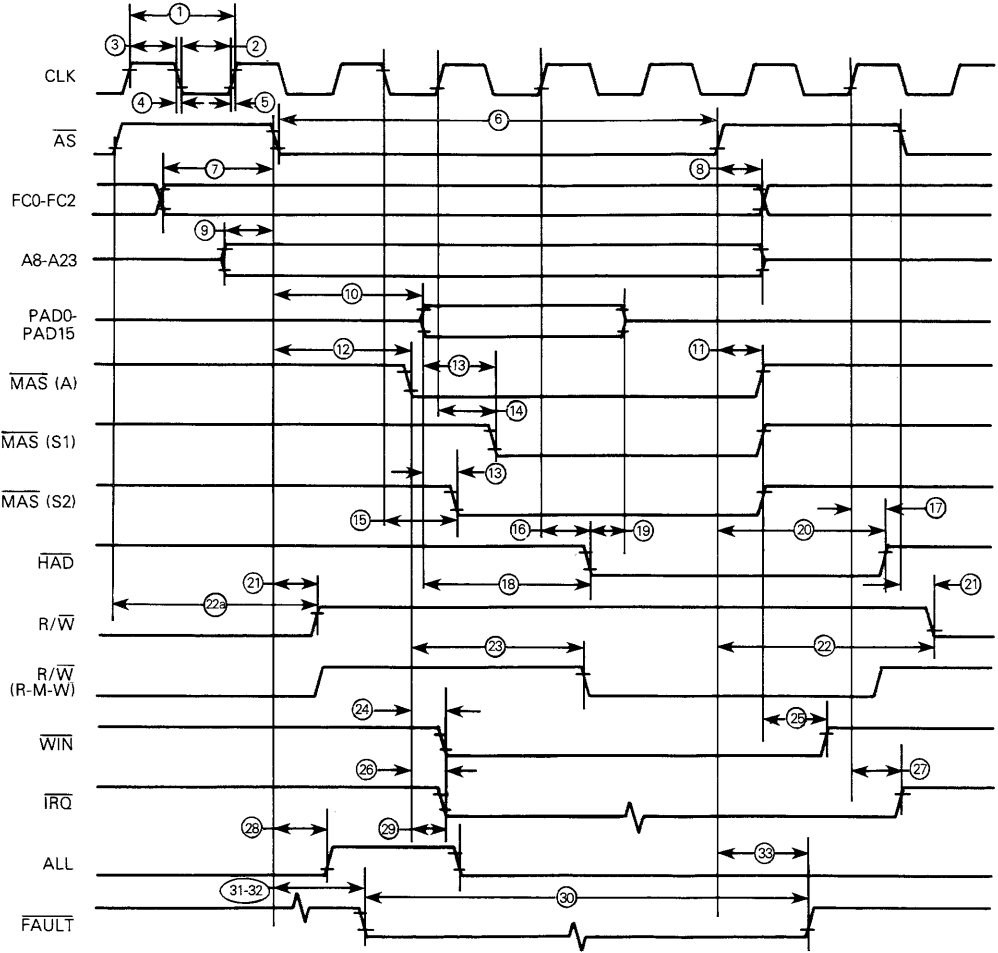 1
3
2
CLK
4
5
6
AS
7
8
FC0-FC2
9
A8-A23
10
PAD0-
PAD15
12
11
13
MAS (A)
14
MAS (S1)
13
MAS (S2)
15
16
19
20
17
HAD
21
18
21
22a
R/W
23
22
R/W
(R-M-W)
24
25
WIN
26
27
IRQ
28
29
ALL
33
31-32
30
FAULT